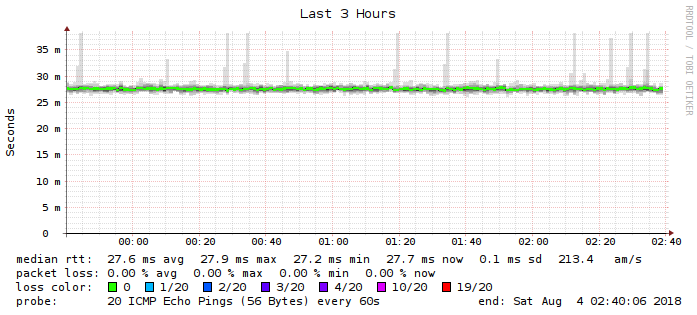 Last 3 Hours
RRDTOOL / TOBI OETIKER
Seconds
35 m
30 m
25 m
20 m
15 m
10 m
5 m
0
00:00 00:20 00:40 01:00 01:20 01:40 02:00 02:20 02:40
median rtt: 27.6 ms avg 27.9 ms max 27.2 ms min 27.7 ms now 0.1 ms sd 213.4 am/s
packet loss: 0.00 % avg 0.00 % max 0.00 % min 0.00 % now
loss color: 0 1/20 2/20 3/20 4/20 10/20 19/20
probe: 20 ICMP Echo Pings (56 Bytes) every 60s end: Sat Aug 4 02:40:06 2018